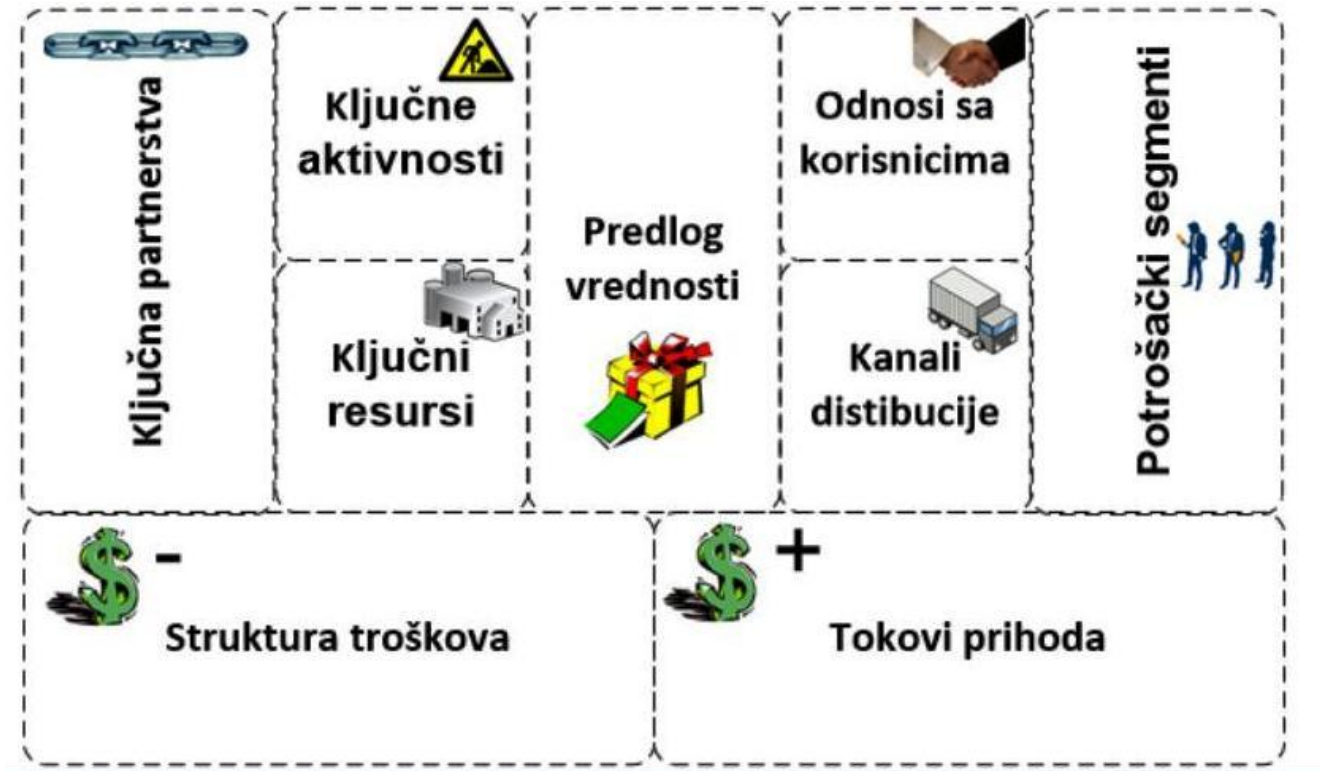 Ključna partnerstva
Ključne
aktivnosti
Ključni
resursi
Predlog
vrednosti
Odnosi sa
korisnicima
Kanali
distibucije
Potrošački segmenti
$ -
Struktura troškova
$ +
Tokovi prihoda